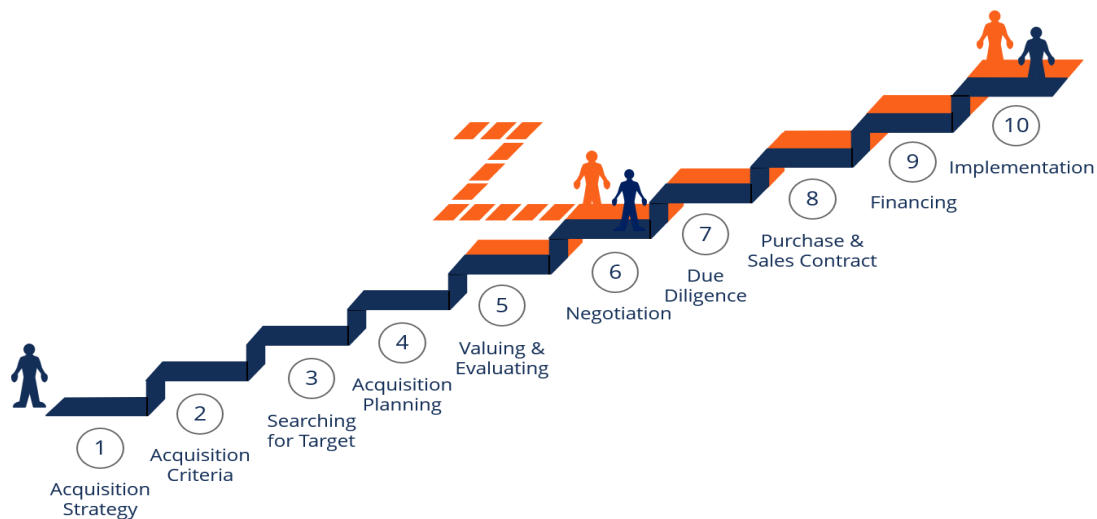 1
Acquisition
Strategy
2
Acquisition
Criteria
3
Searching
for Target
4
Acquisition
Planning
5
Valuing &
Evaluating
6
Negotiation
7
Due
Diligence
8
Purchase &
Sales Contract
9
Financing
10
Implementation